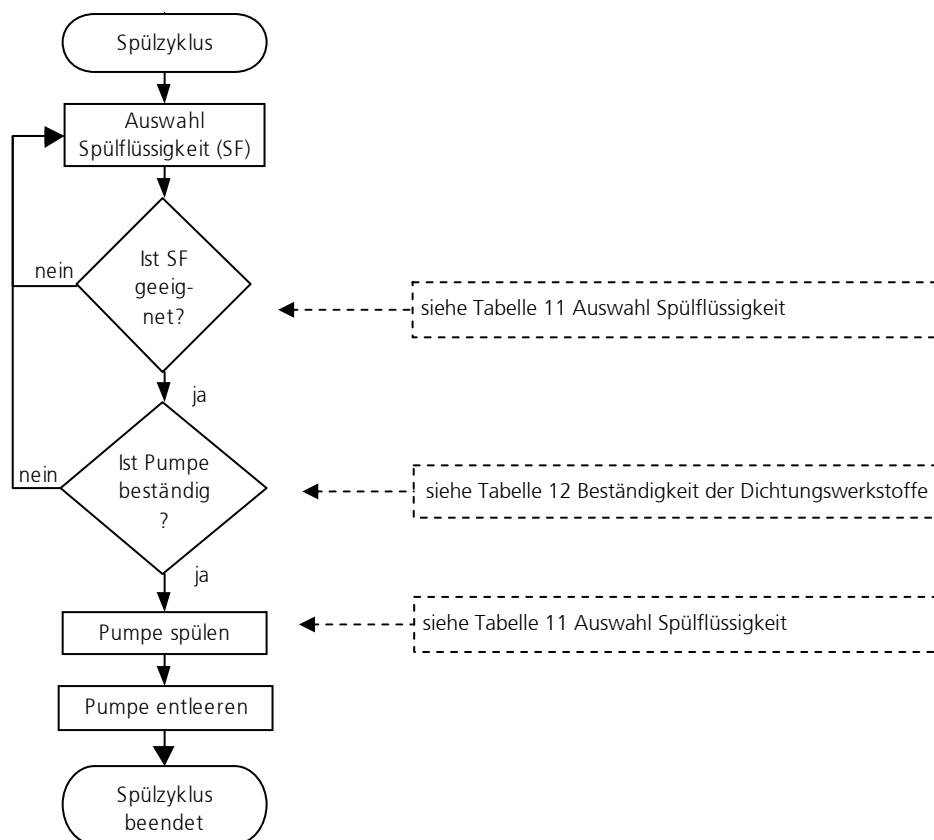 Spülzyklus
Auswahl
Spülflüssigkeit (SF)
Ist SF
geeig-
net?
nein
siehe Tabelle 11 Auswahl Spülflüssigkeit
ja
Ist Pumpe
beständig
?
nein
siehe Tabelle 12 Beständigkeit der Dichtungswerkstoffe
ja
Pumpe spülen
siehe Tabelle 11 Auswahl Spülflüssigkeit
Pumpe entleeren
Spülzyklus
beendet